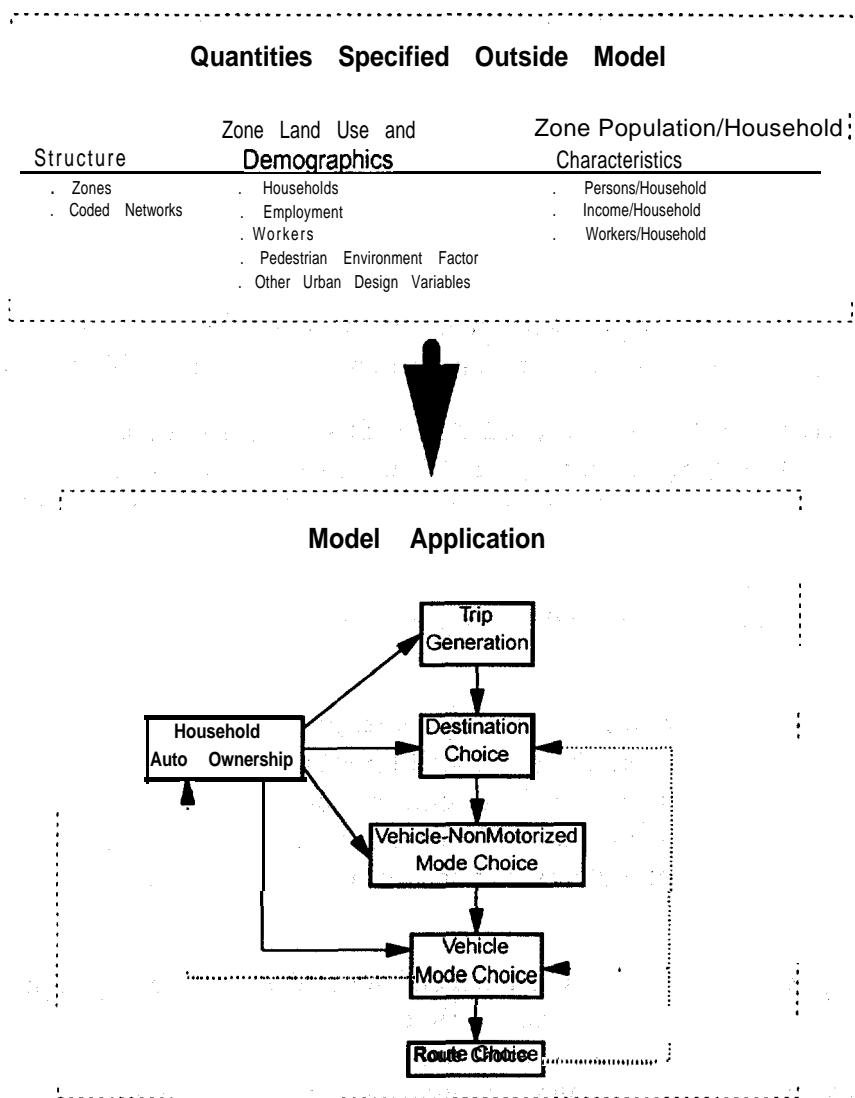 Quantities Specified Outside Model
Structure
. Zones
. Coded Networks
Zone Land Use and
Demographics
. Households
. Employment
. Workers
. Pedestrian Environment Factor
. Other Urban Design Variables
Zone Population/Household
Characteristics
. Persons/Household
. Income/Household
. Workers/Household
Model Application
Trip
Generation
Household
Auto Ownership
Destination
Choice
Vehicle-NonMotorized
Mode Choice
Vehicle
Mode Choice
Route Choice